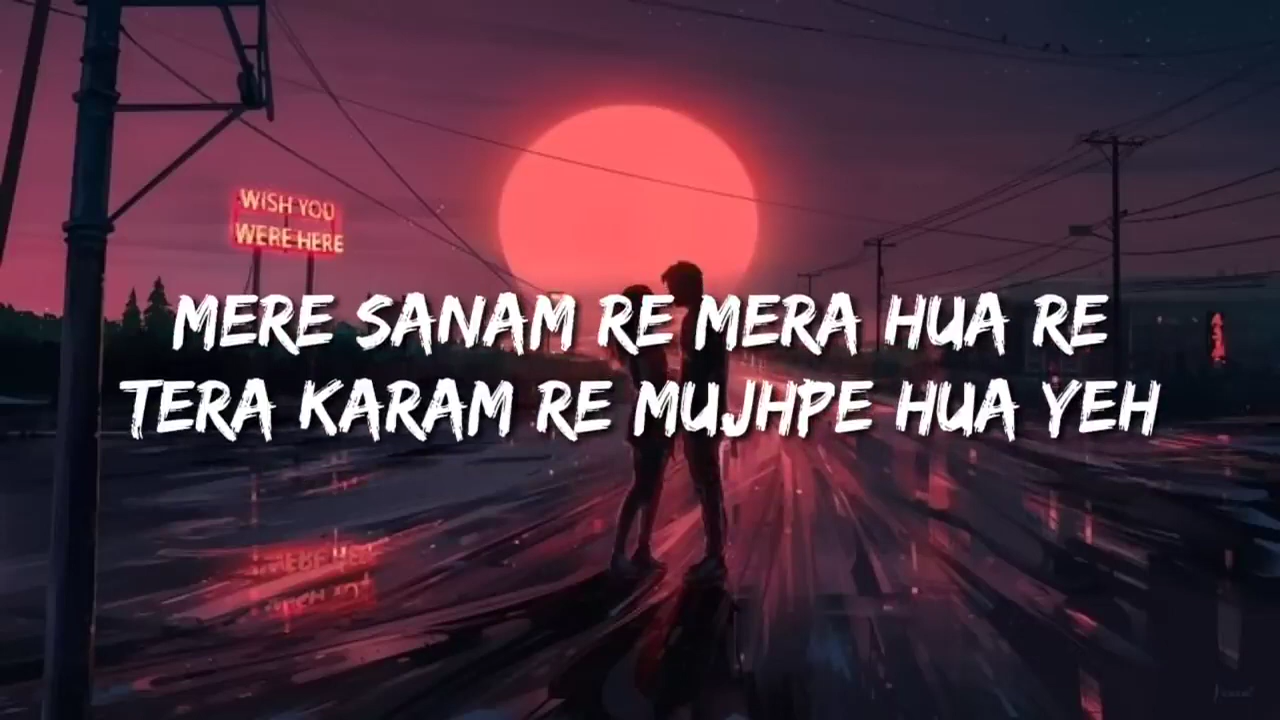 WISH YOU
WERE HERE
MERE SANAM RE MERA HUA RE
TERA KARAM RE MUJHPE HUA YEH